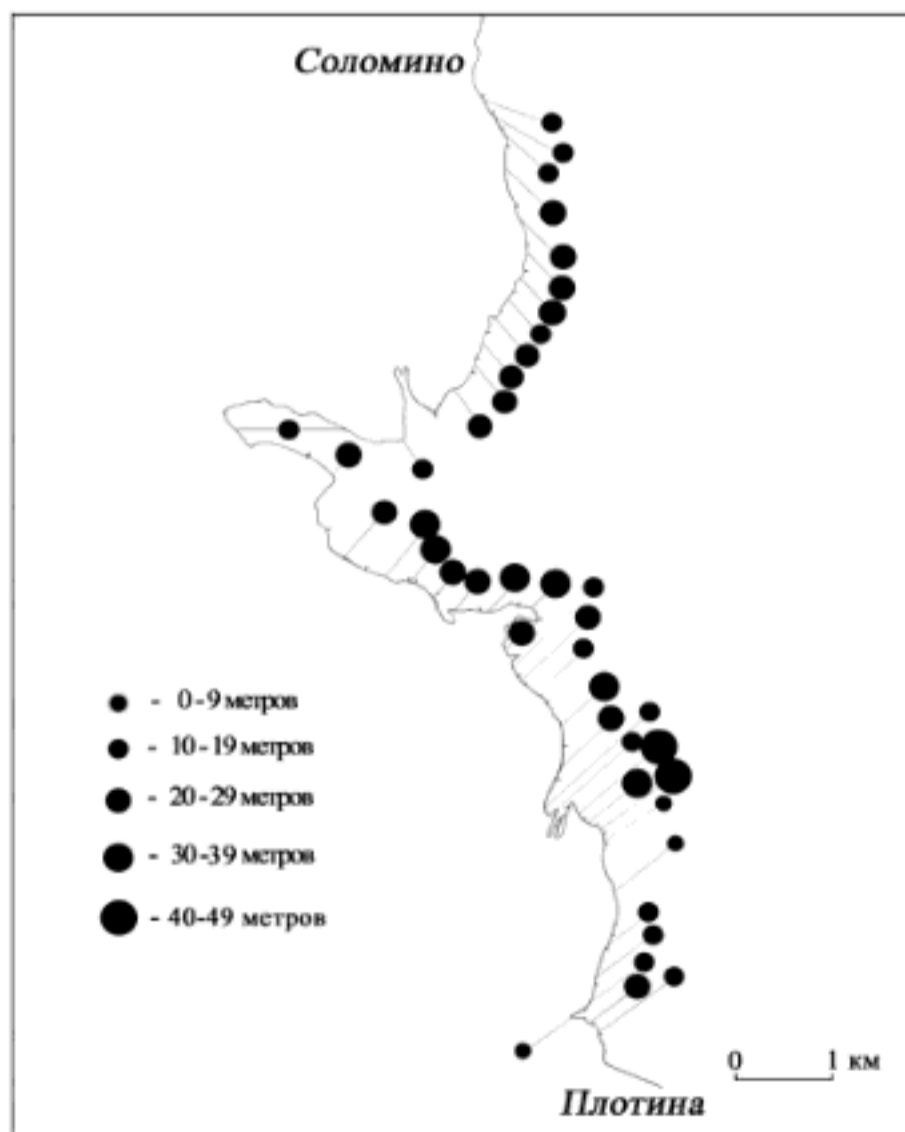 Соломино
- 0-9 метров
- 10-19 метров
- 20-29 метров
- 30-39 метров
- 40-49 метров
0 1 км
Плотина